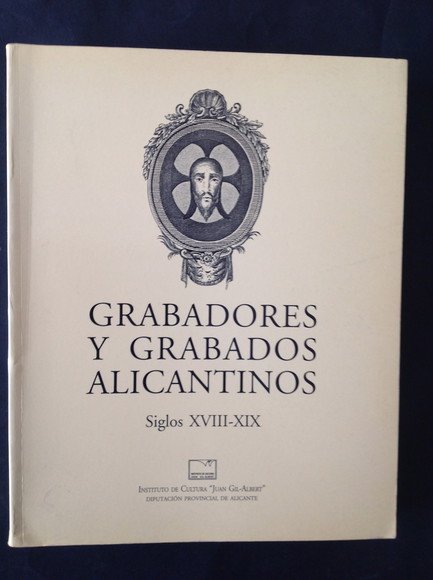 GRABADORES
Y GRABADOS
ALICANTINOS
Siglos XVIII-XIX
INSTITUTO DE CULTURA "JUAN GIL-ALBERT"
DIPUTACIÓN PROVINCIAL DE ALICANTE